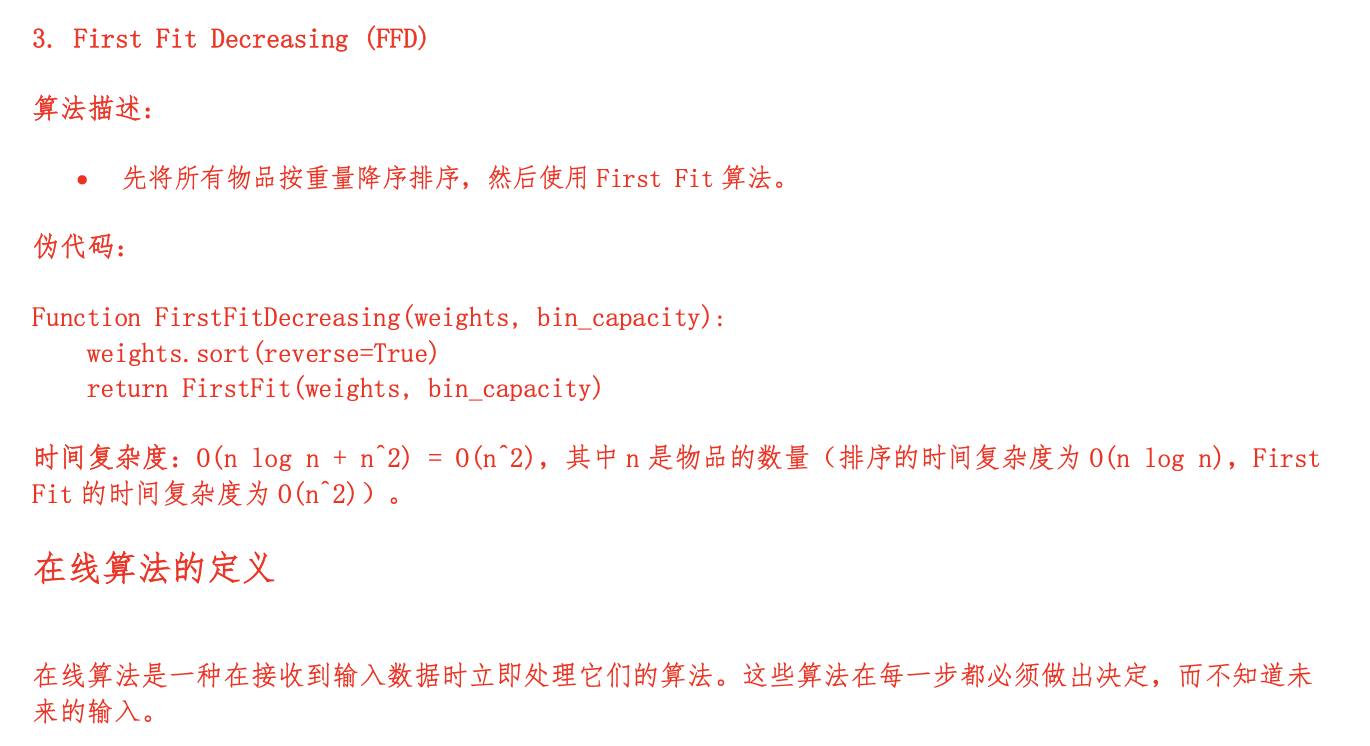 3. First Fit Decreasing (FFD)
算法描述：
• 先将所有物品按重量降序排序，然后使用 First Fit 算法。
伪代码：
Function FirstFitDecreasing(weights, bin_capacity):
    weights.sort(reverse=True)
    return FirstFit(weights, bin_capacity)
时间复杂度：O(n log n + n^2) = O(n^2)，其中 n 是物品的数量（排序的时间复杂度为 O(n log n)，First
Fit 的时间复杂度为 O(n^2)）。
在线算法的定义
在线算法是一种在接收到输入数据时立即处理它们的算法。这些算法在每一步都必须做出决定，而不知道未
来的输入。